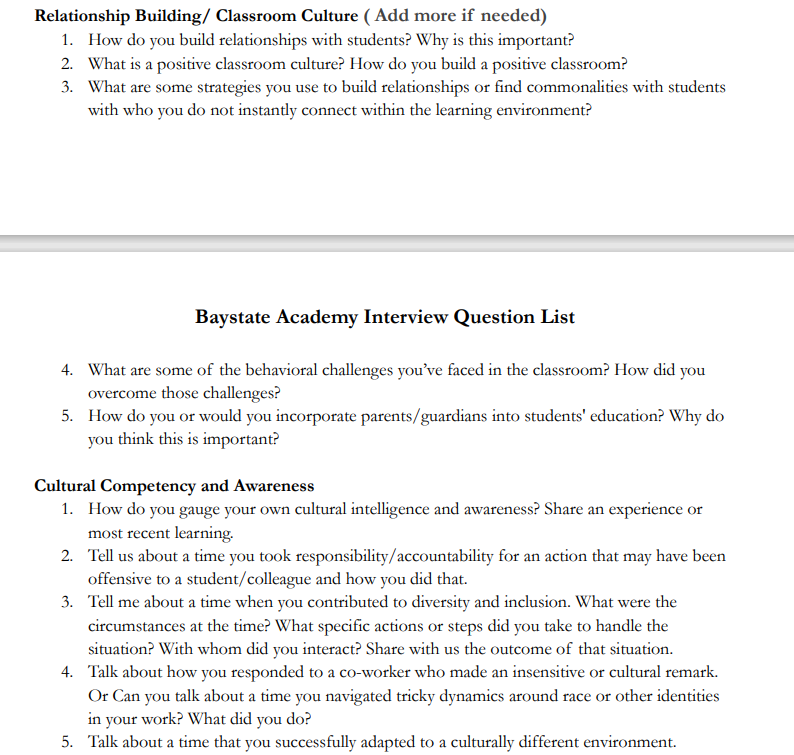 Relationship Building/ Classroom Culture ( Add more if needed)
1. How do you build relationships with students? Why is this important?
2. What is a positive classroom culture? How do you build a positive classroom?
3. What are some strategies you use to build relationships or find commonalities with students
with who you do not instantly connect within the learning environment?
Baystate Academy Interview Question List
4. What are some of the behavioral challenges you’ve faced in the classroom? How did you
overcome those challenges?
5. How do you or would you incorporate parents/guardians into students' education? Why do
you think this is important?
Cultural Competency and Awareness
1. How do you gauge your own cultural intelligence and awareness? Share an experience or
most recent learning.
2. Tell us about a time you took responsibility/accountability for an action that may have been
offensive to a student/colleague and how you did that.
3. Tell me about a time when you contributed to diversity and inclusion. What were the
circumstances at the time? What specific actions or steps did you take to handle the
situation? With whom did you interact? Share with us the outcome of that situation.
4. Talk about how you responded to a co-worker who made an insensitive or cultural remark.
Or Can you talk about a time you navigated tricky dynamics around race or other identities
in your work? What did you do?
5. Talk about a time that you successfully adapted to a culturally different environment.